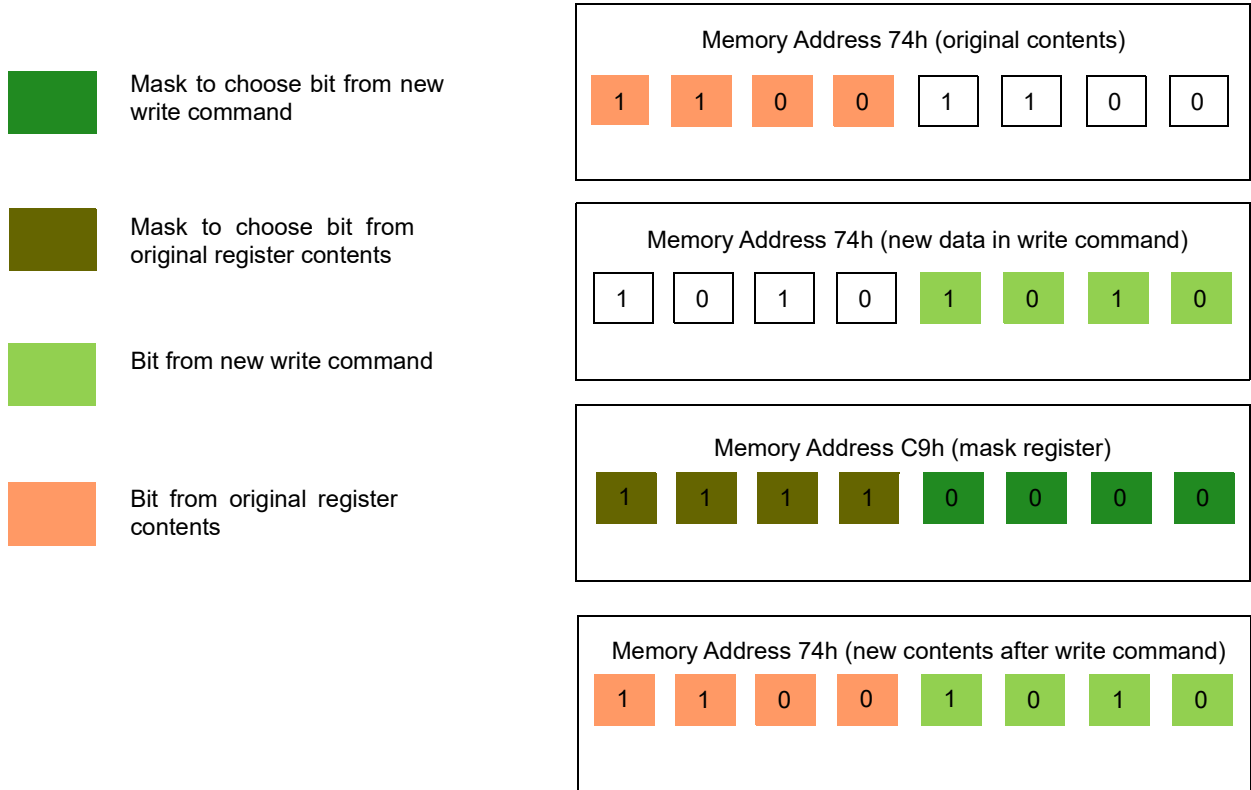 Mask to choose bit from new
write command
Mask to choose bit from
original register contents
Bit from new write command
Bit from original register
contents
Memory Address 74h (original contents)
1 1 0 0 1 1 0 0
Memory Address 74h (new data in write command)
1 0 1 0 1 0 1 0
Memory Address C9h (mask register)
1 1 1 1 0 0 0 0
Memory Address 74h (new contents after write command)
1 1 0 0 1 0 1 0